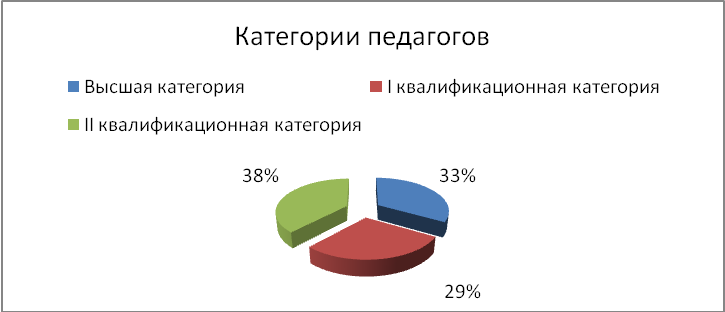 Категории педагогов
Высшая категория
I квалификационная категория
II квалификационная категория
38%
33%
29%